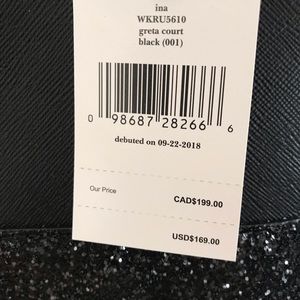 ina
WKRU5610
greta court
black (001)
0 98687 28266 6
debuted on 09-22-2018
Our Price
CAD$199.00
USD$169.00